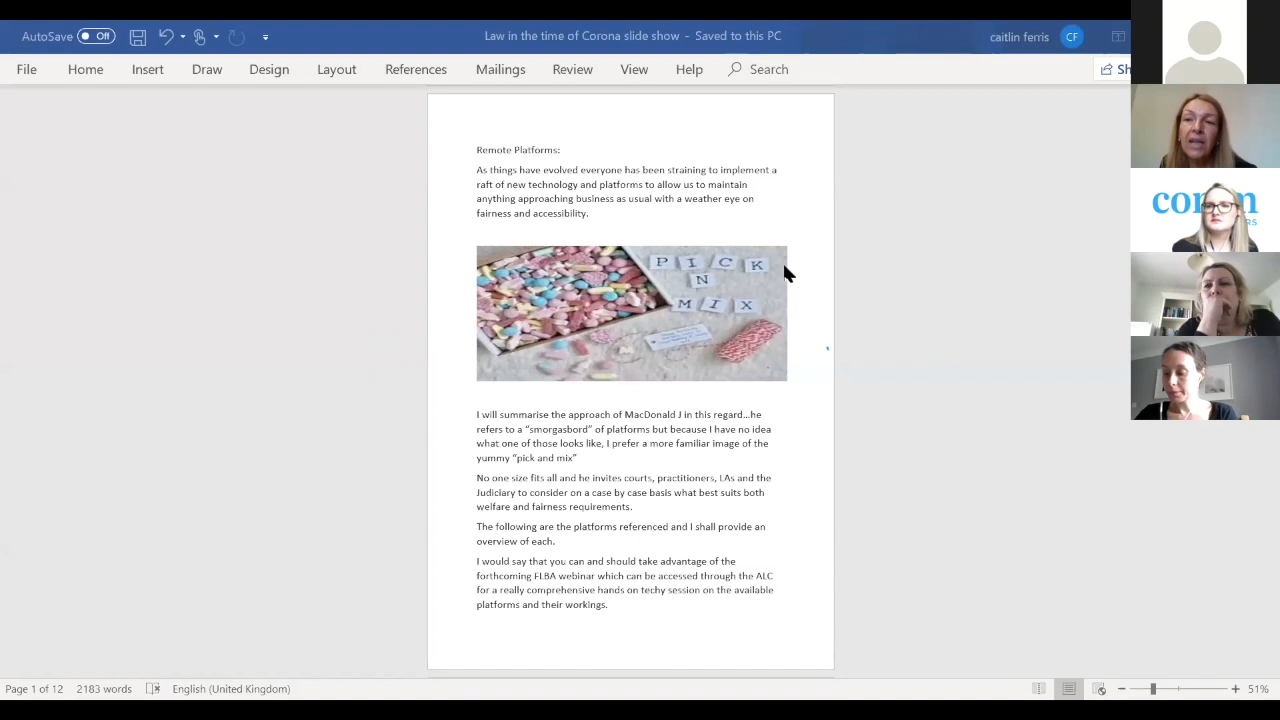 AutoSave Off
Law in the time of Corona slide show - Saved to this PC
caitlin ferris CF
File Home Insert Draw Design Layout References Mailings Review View Help Search
Sh
Remote Platforms:
As things have evolved everyone has been straining to implement a
raft of new technology and platforms to allow us to maintain
anything approaching business as usual with a weather eye on
fairness and accessibility.
PICK
N
MIX
I will summarise the approach of MacDonald J in this regard...he
refers to a “smorgasbord” of platforms but because I have no idea
what one of those looks like, I prefer a more familiar image of the
yummy “pick and mix”
No one size fits all and he invites courts, practitioners, LAs and the
Judiciary to consider on a case by case basis what best suits both
welfare and fairness requirements.
The following are the platforms referenced and I shall provide an
overview of each.
I would say that you can and should take advantage of the
forthcoming FLBA webinar which can be accessed through the ALC
for a really comprehensive hands on techy session on the available
platforms and their workings.
Page 1 of 12 2183 words English (United Kingdom) 51%